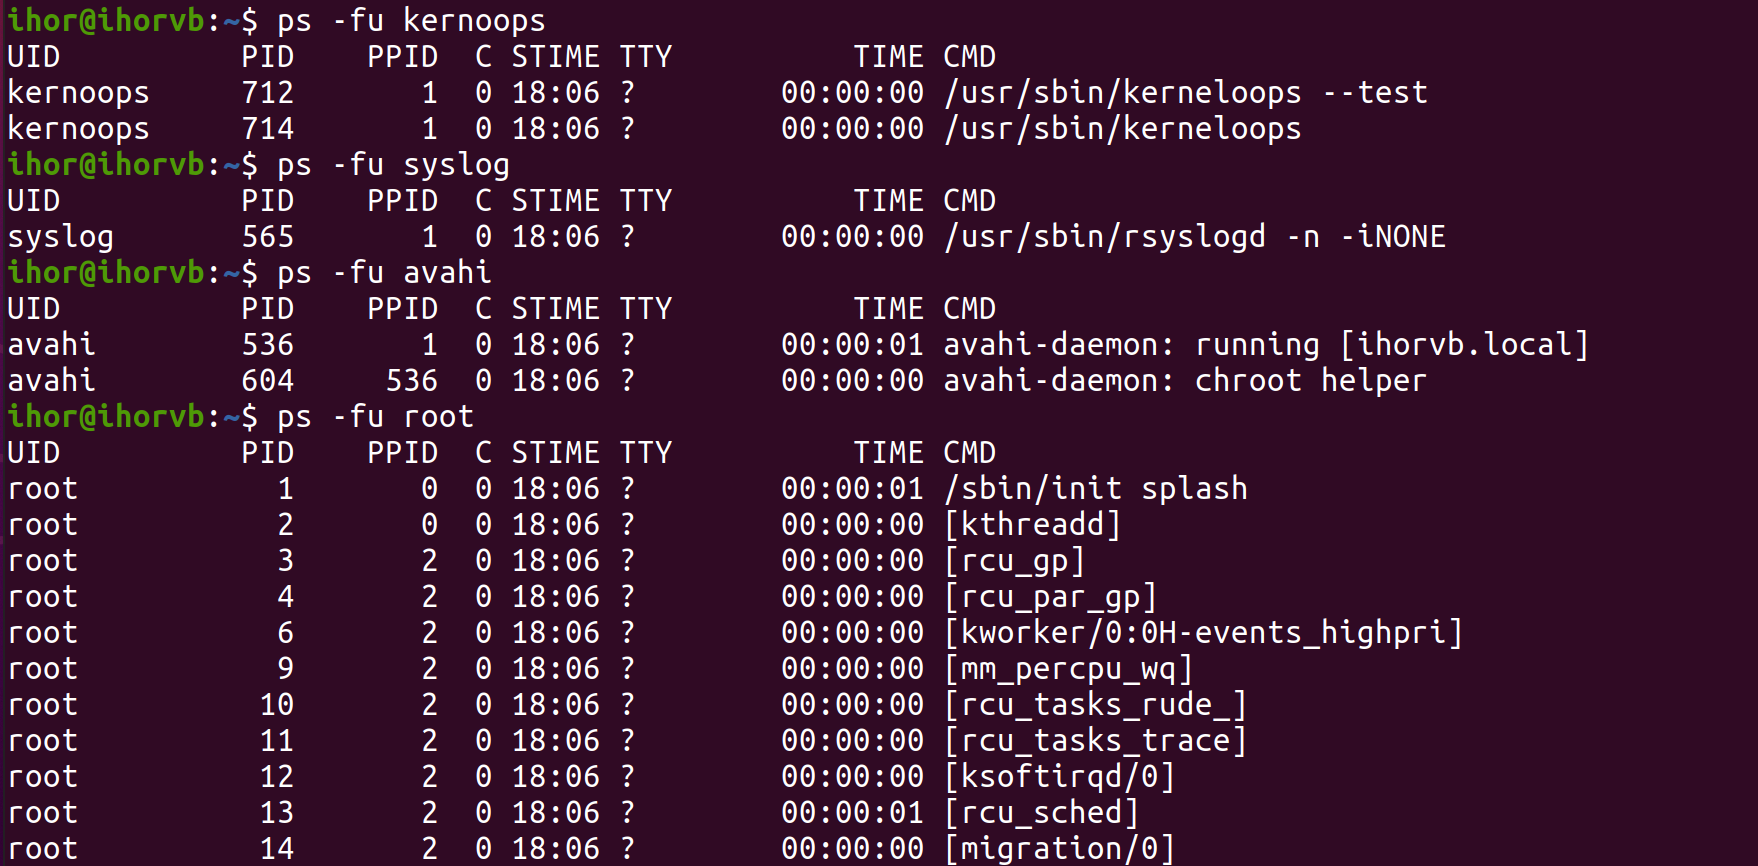 ihor@ihorvb:~$ ps -fu kernoops
UID          PID    PPID  C STIME TTY          TIME CMD
kernoops     712       1  0 18:06 ?        00:00:00 /usr/sbin/kerneloops --test
kernoops     714       1  0 18:06 ?        00:00:00 /usr/sbin/kerneloops
ihor@ihorvb:~$ ps -fu syslog
UID          PID    PPID  C STIME TTY          TIME CMD
syslog       565       1  0 18:06 ?        00:00:00 /usr/sbin/rsyslogd -n -iNONE
ihor@ihorvb:~$ ps -fu avahi
UID          PID    PPID  C STIME TTY          TIME CMD
avahi        536       1  0 18:06 ?        00:00:01 avahi-daemon: running [ihorvb.local]
avahi        604     536  0 18:06 ?        00:00:00 avahi-daemon: chroot helper
ihor@ihorvb:~$ ps -fu root
UID          PID    PPID  C STIME TTY          TIME CMD
root           1       0  0 18:06 ?        00:00:01 /sbin/init splash
root           2       0  0 18:06 ?        00:00:00 [kthreadd]
root           3       2  0 18:06 ?        00:00:00 [rcu_gp]
root           4       2  0 18:06 ?        00:00:00 [rcu_par_gp]
root           6       2  0 18:06 ?        00:00:00 [kworker/0:0H-events_highpri]
root           9       2  0 18:06 ?        00:00:00 [mm_percpu_wq]
root          10       2  0 18:06 ?        00:00:00 [rcu_tasks_rude_]
root          11       2  0 18:06 ?        00:00:00 [rcu_tasks_trace]
root          12       2  0 18:06 ?        00:00:00 [ksoftirqd/0]
root          13       2  0 18:06 ?        00:00:01 [rcu_sched]
root          14       2  0 18:06 ?        00:00:00 [migration/0]